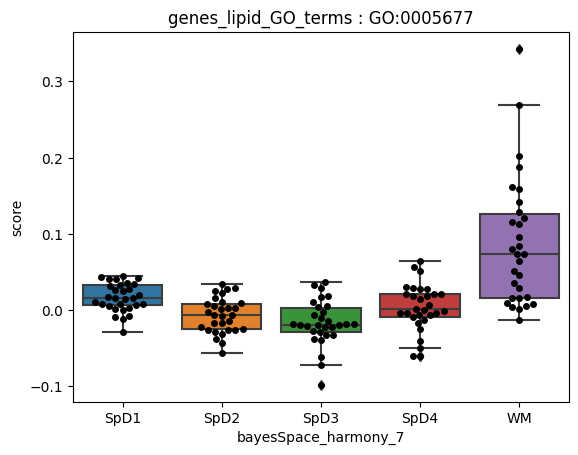 genes_lipid_GO_terms : GO:0005677
score
0.3
0.2
0.1
0.0
−0.1
SpD1 SpD2 SpD3 SpD4 WM
bayesSpace_harmony_7